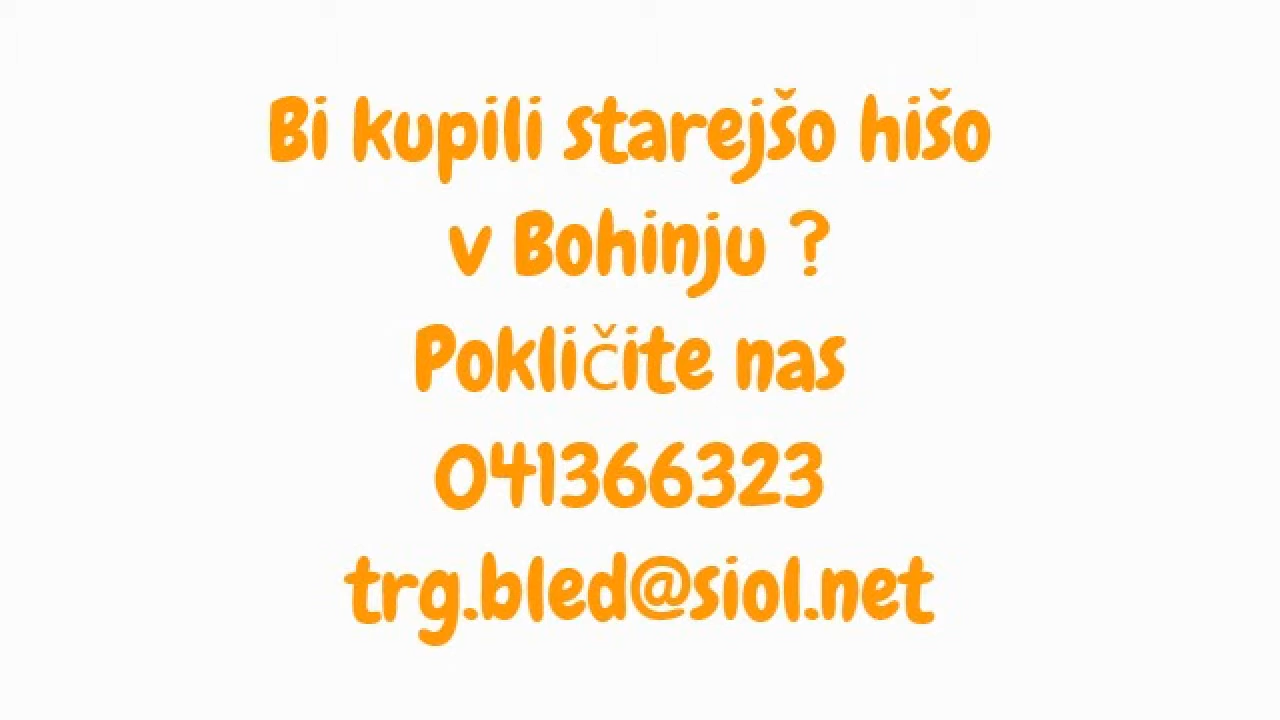 Bi kupili starejšo hišo
v Bohinju ?
Pokličite nas
041366323
trg.bled@siol.net